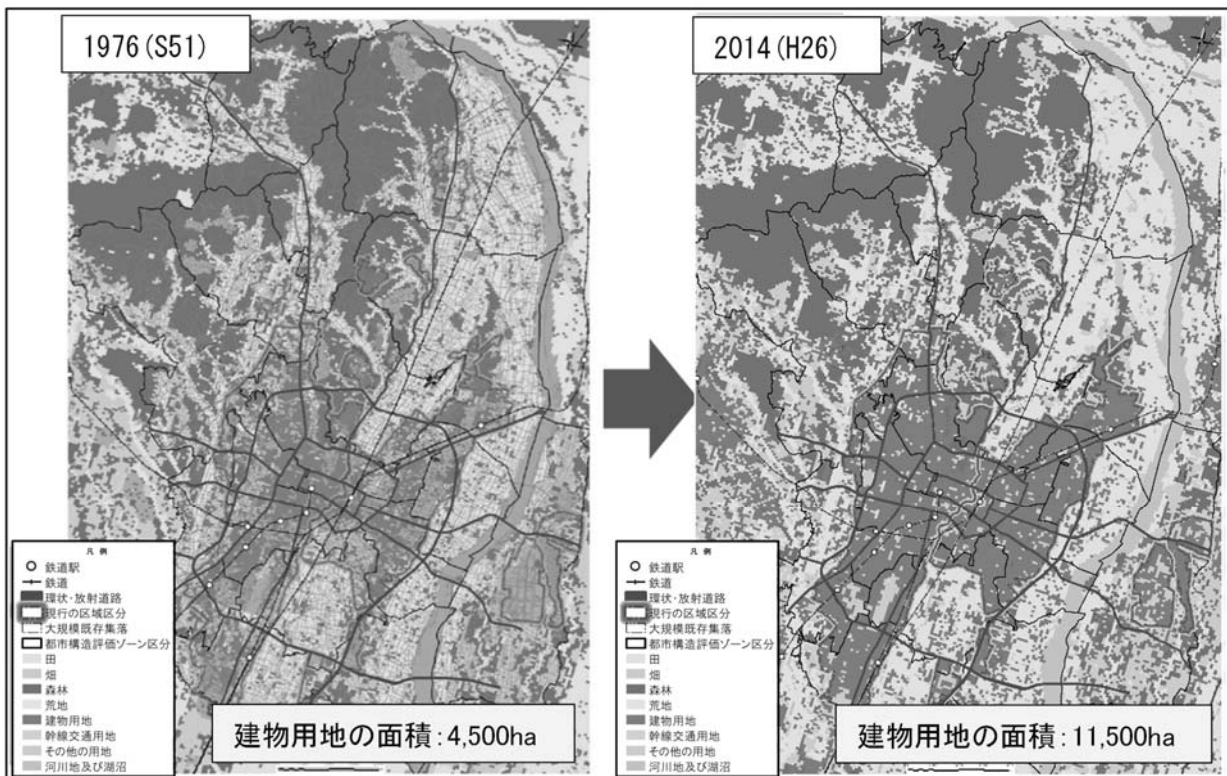 1976(S51)
凡例
鉄道駅
鉄道
環状・放射道路
現行の区域区分
大規模既存集落
都市構造評価ゾーン区分
田
畑
森林
荒地
建物用地
幹線交通用地
その他の用地
河川地及び湖沼
建物用地の面積:4,500ha
2014(H26)
凡例
鉄道駅
鉄道
環状・放射道路
現行の区域区分
大規模既存集落
都市構造評価ゾーン区分
田
畑
森林
荒地
建物用地
幹線交通用地
その他の用地
河川地及び湖沼
建物用地の面積:11,500ha